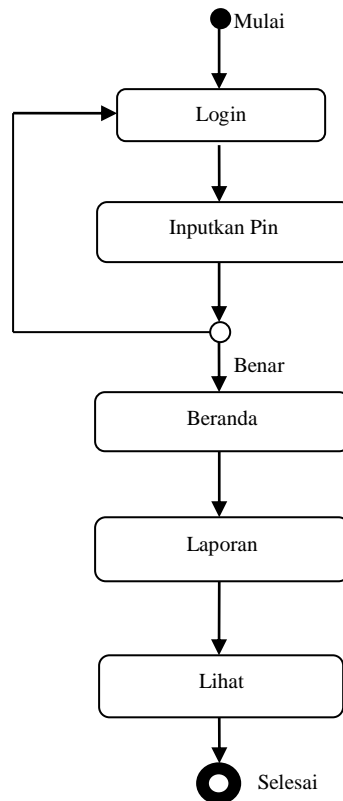 Mulai
Login
Inputkan Pin
Benar
Beranda
Laporan
Lihat
Selesai